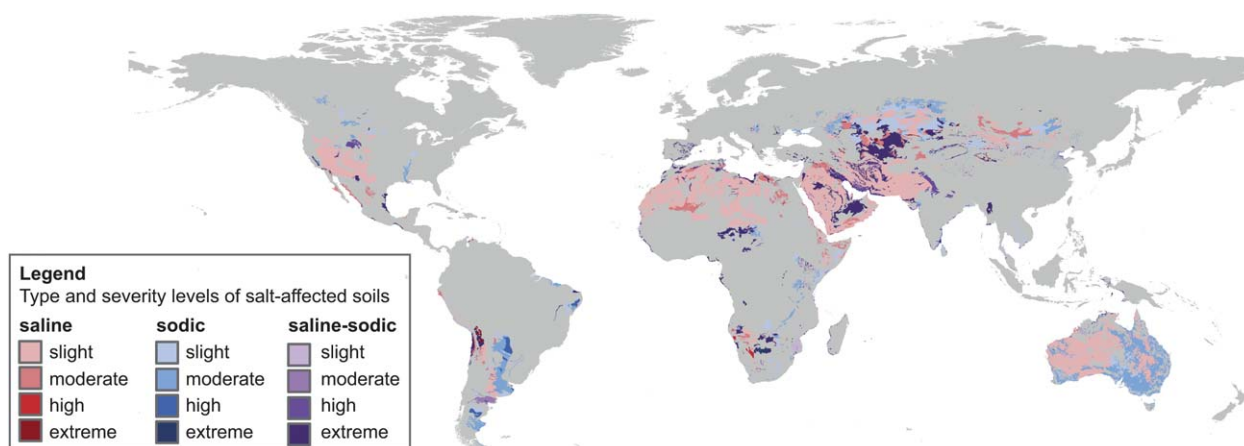 Legend
Type and severity levels of salt-affected soils
saline sodic saline-sodic
slight slight slight
moderate moderate moderate
high high high
extreme extreme extreme